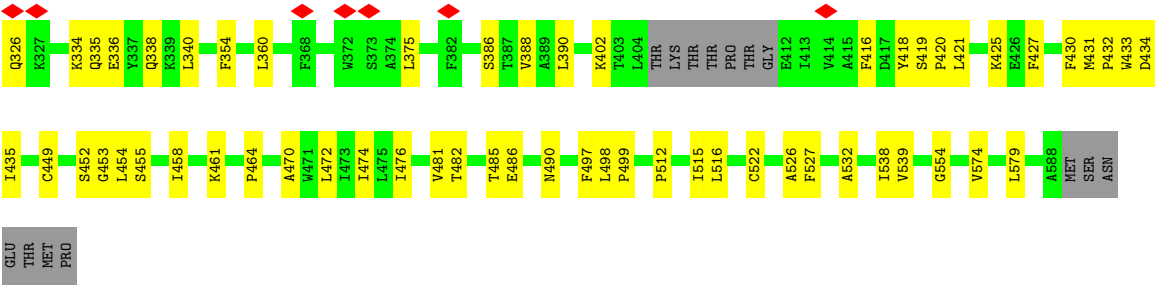 Q326 K327 K334 Q335 E336 Y337 Q338 K339 L340 F354 L360 F368 W372 S373 A374 L375 F382 S386 T387 V388 A389 L390 K402 T403 L404 THR LYS THR THR PRO THR GLY E412 I413 V414 A415 F416 D417 Y418 S419 P420 L421 K425 E426 F427 F430 M431 P432 W433 D434
I435 C449 S452 G453 L454 S455 I458 K461 P464 A470 W471 L472 I473 I474 L475 I476 V481 T482 T485 E486 N490 F497 L498 P499 P512 I515 L516 C522 A526 F527 A532 I538 V539 G554 V574 L579 A588 MET SER ASN
GLU THR MET PRO